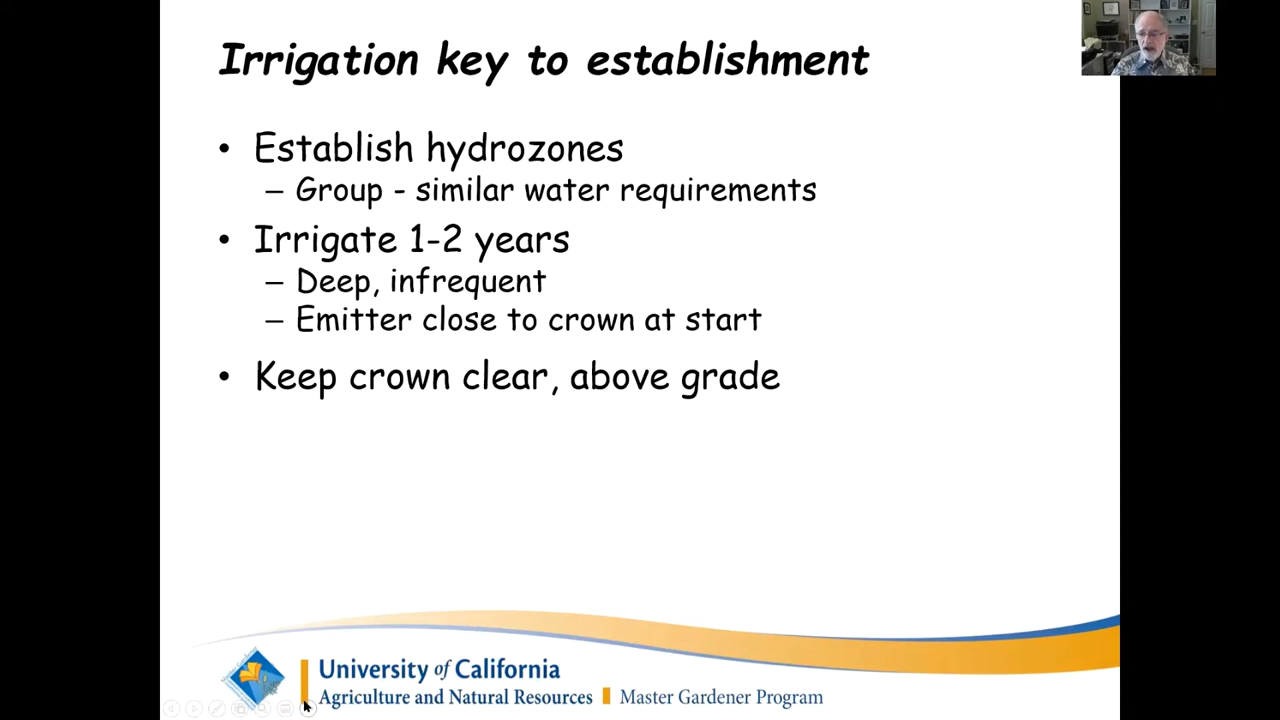 Irrigation key to establishment
• Establish hydrozones
– Group - similar water requirements
• Irrigate 1-2 years
– Deep, infrequent
– Emitter close to crown at start
• Keep crown clear, above grade
University of California
Agriculture and Natural Resources Master Gardener Program